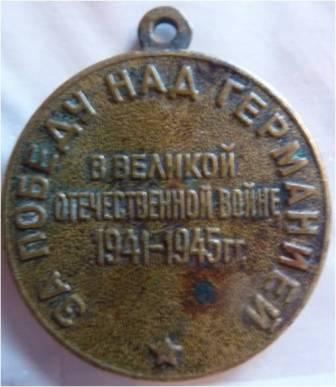 ЗА ПОБЕДУ НАД ГЕРМАНИЕЙ
В ВЕЛИКОЙ
ОТЕЧЕСТВЕННОЙ ВОЙНЕ
1941-1945 гг.